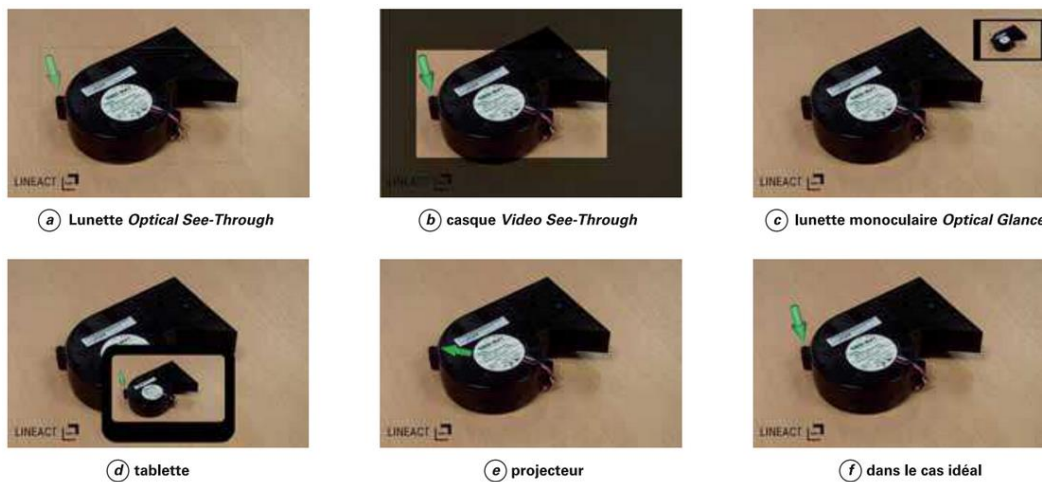 LINEACT
LINEACT
LINEACT
a Lunette Optical See-Through
b casque Video See-Through
c lunette monoculaire Optical Glance
LINEACT
LINEACT
LINEACT
d tablette
e projecteur
f dans le cas idéal